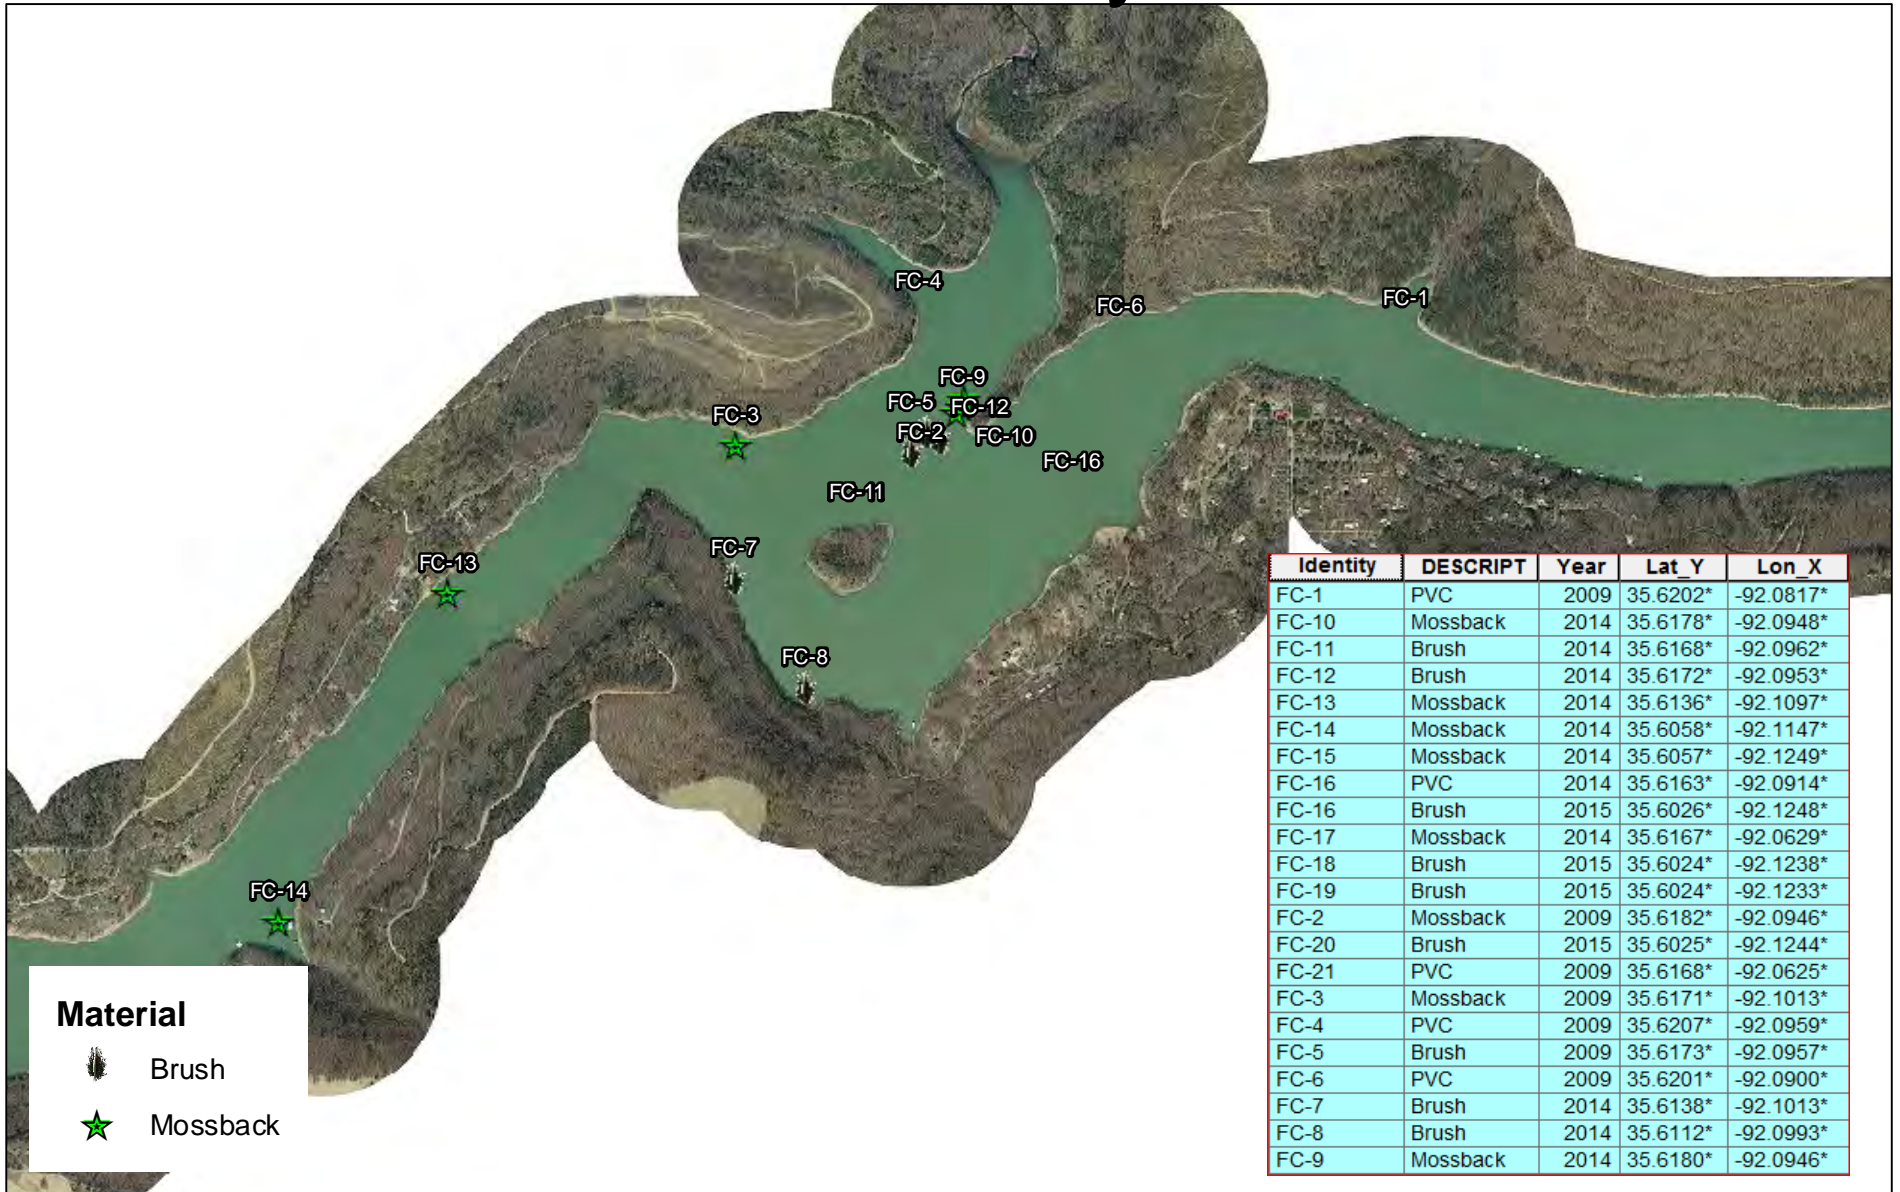 FC-4
FC-6
FC-1
FC-9
FC-5
FC-12
FC-3
FC-2
FC-10
FC-16
FC-11
FC-7
FC-13
FC-8
FC-14
Identity DESCRIPT Year Lat_Y Lon_X
FC-1 PVC 2009 35.6202* -92.0817*
FC-10 Mossback 2014 35.6178* -92.0948*
FC-11 Brush 2014 35.6168* -92.0962*
FC-12 Brush 2014 35.6172* -92.0953*
FC-13 Mossback 2014 35.6136* -92.1097*
FC-14 Mossback 2014 35.6058* -92.1147*
FC-15 Mossback 2014 35.6057* -92.1249*
FC-16 PVC 2014 35.6163* -92.0914*
FC-16 Brush 2015 35.6026* -92.1248*
FC-17 Mossback 2014 35.6167* -92.0629*
FC-18 Brush 2015 35.6024* -92.1238*
FC-19 Brush 2015 35.6024* -92.1233*
FC-2 Mossback 2009 35.6182* -92.0946*
FC-20 Brush 2015 35.6025* -92.1244*
FC-21 PVC 2009 35.6168* -92.0625*
FC-3 Mossback 2009 35.6171* -92.1013*
FC-4 PVC 2009 35.6207* -92.0959*
FC-5 Brush 2009 35.6173* -92.0957*
FC-6 PVC 2009 35.6201* -92.0900*
FC-7 Brush 2014 35.6138* -92.1013*
FC-8 Brush 2014 35.6112* -92.0993*
FC-9 Mossback 2014 35.6180* -92.0946*
Material
Brush
Mossback